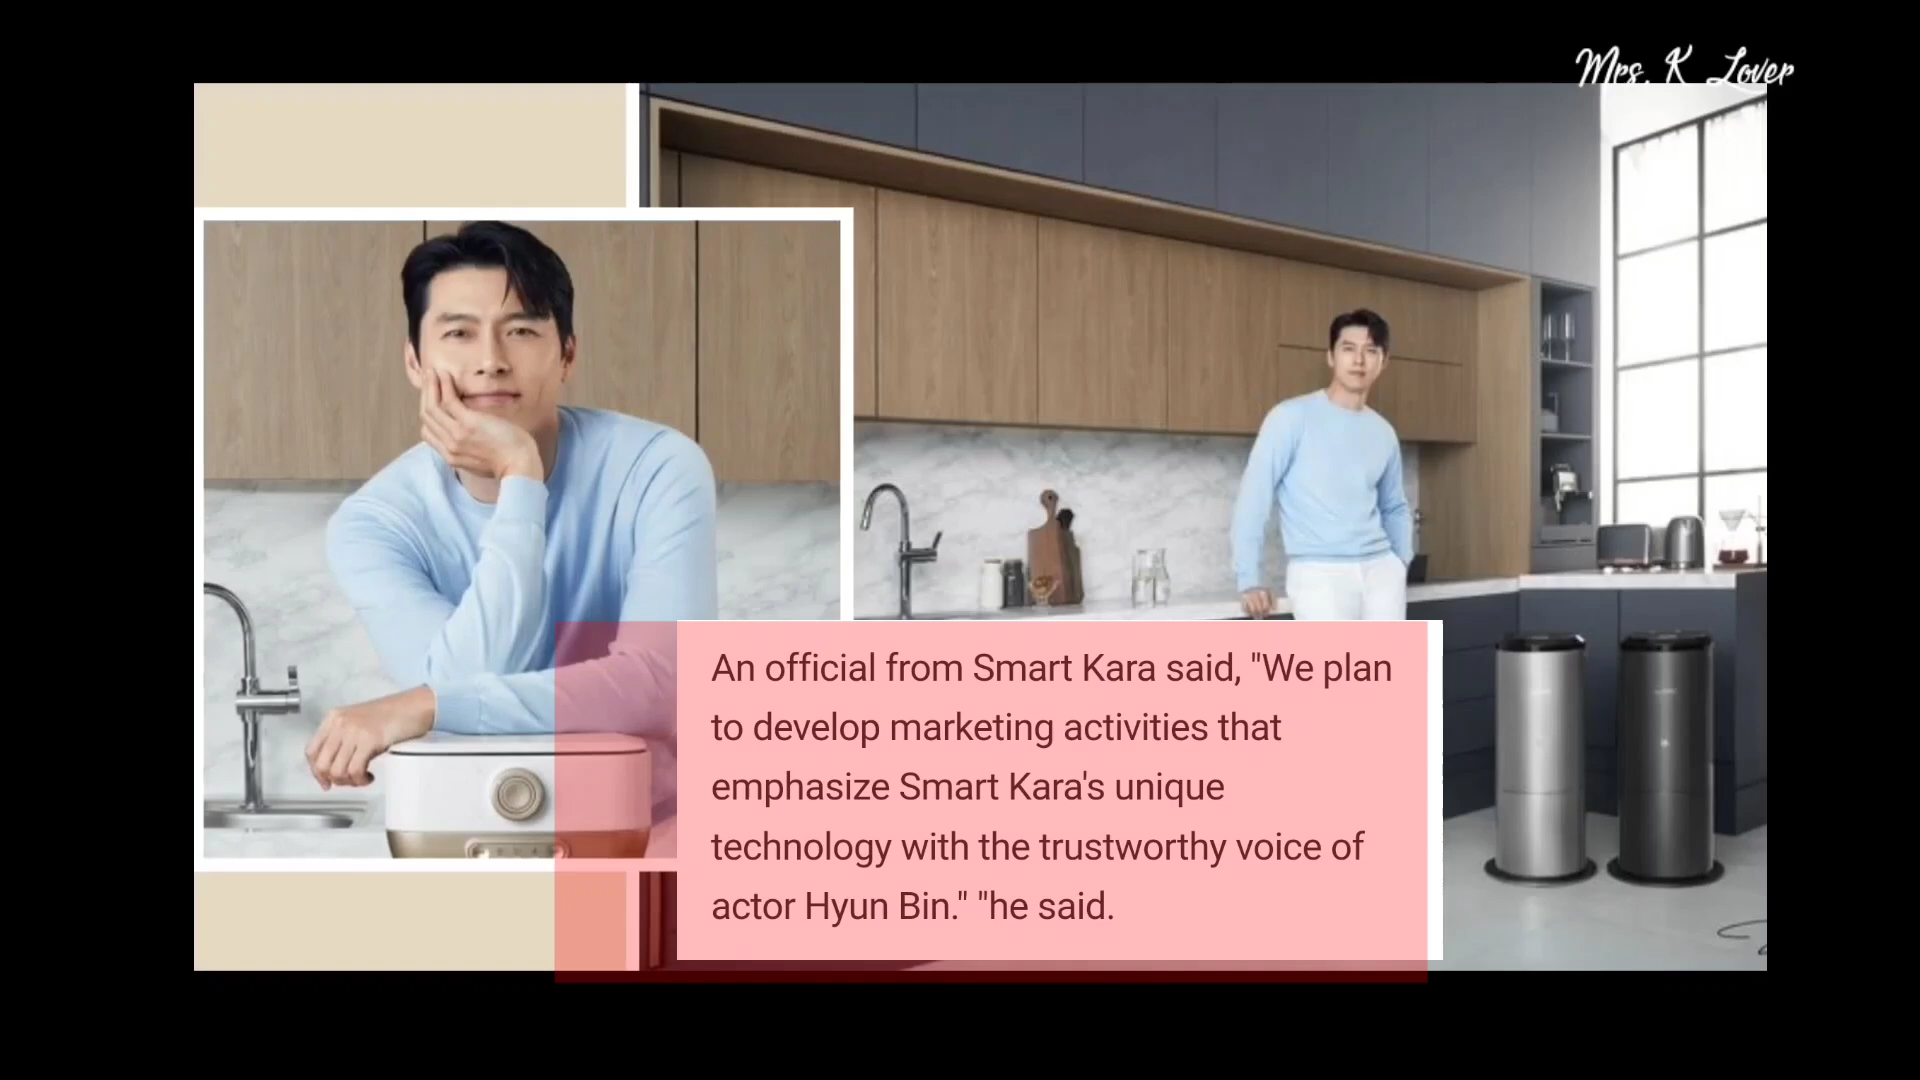 Mrs. K Lover
An official from Smart Kara said, "We plan
to develop marketing activities that
emphasize Smart Kara's unique
technology with the trustworthy voice of
actor Hyun Bin." "he said.